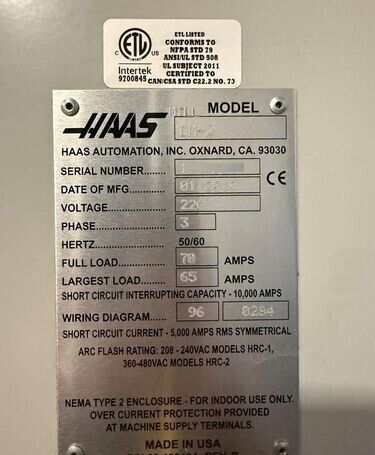 ETL LISTED
CONFORMS TO
NFPA STD 79
ANSI/UL STD 508
UL SUBJECT 2011
CERTIFIED TO
CAN/CSA STD C22.2 NO. 73
C ETL US
Intertek
9700845
HAAS MILL MODEL
HAAS AUTOMATION, INC. OXNARD, CA. 93030
SERIAL NUMBER
CE
DATE OF MFG.
VOLTAGE 220
PHASE 3
HERTZ 50/60
FULL LOAD 70 AMPS
LARGEST LOAD 65 AMPS
SHORT CIRCUIT INTERRUPTING CAPACITY - 10,000 AMPS
WIRING DIAGRAM 96 0284
SHORT CIRCUIT CURRENT - 5,000 AMPS RMS SYMMETRICAL
ARC FLASH RATING: 208 - 240VAC MODELS HRC-1,
360-480VAC MODELS HRC-2
NEMA TYPE 2 ENCLOSURE - FOR INDOOR USE ONLY.
OVER CURRENT PROTECTION PROVIDED
AT MACHINE SUPPLY TERMINALS.
MADE IN USA